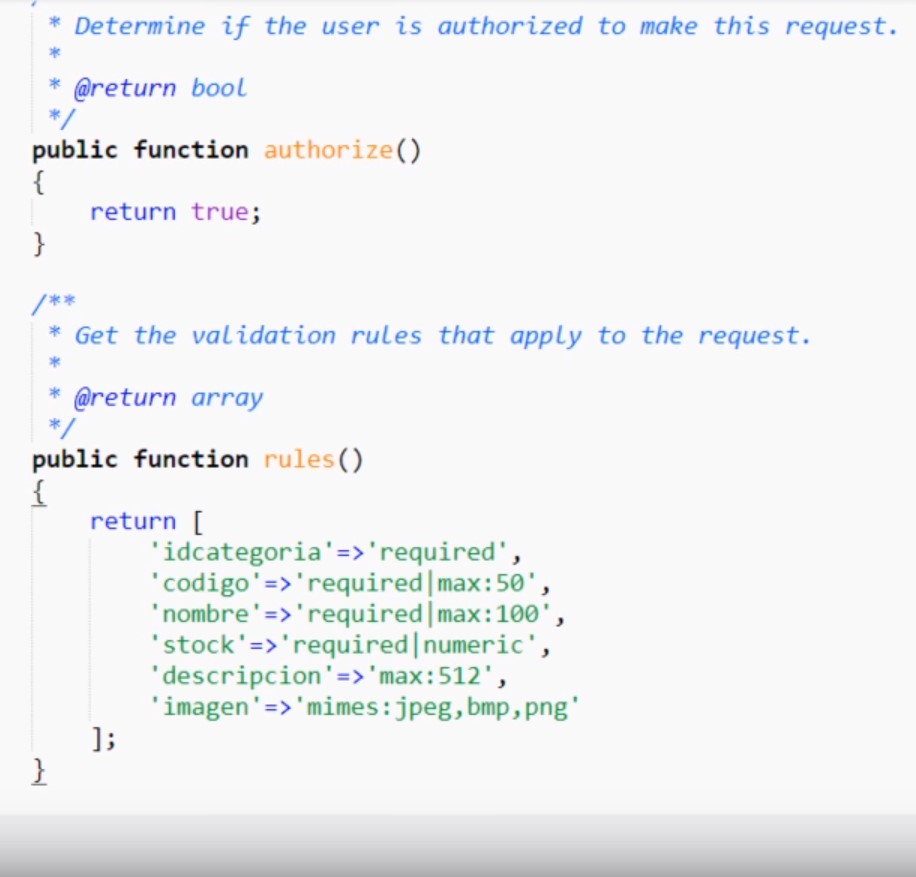 * Determine if the user is authorized to make this request.
*
* @return bool
*/
public function authorize()
{
return true;
}
/**
* Get the validation rules that apply to the request.
*
* @return array
*/
public function rules()
{
return [
'idcategoria'=>'required',
'codigo'=>'required|max:50',
'nombre'=>'required|max:100',
'stock'=>'required|numeric',
'descripcion'=>'max:512',
'imagen'=>'mimes:jpeg,bmp,png'
];
}